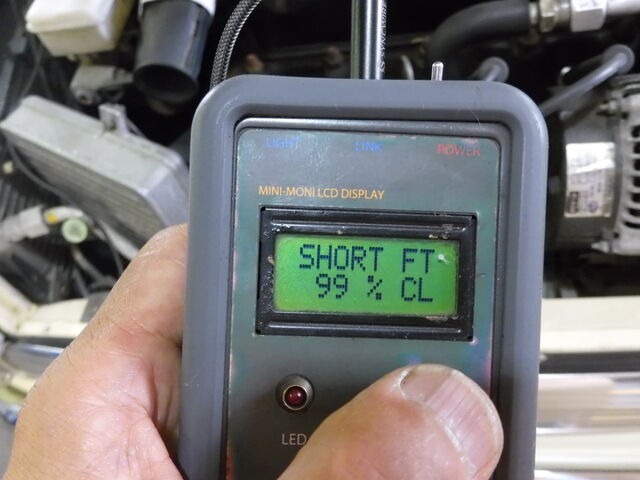 LIGHT LINK POWER
MINI-MONI LCD DISPLAY
SHORT FT
99 % CL
LED